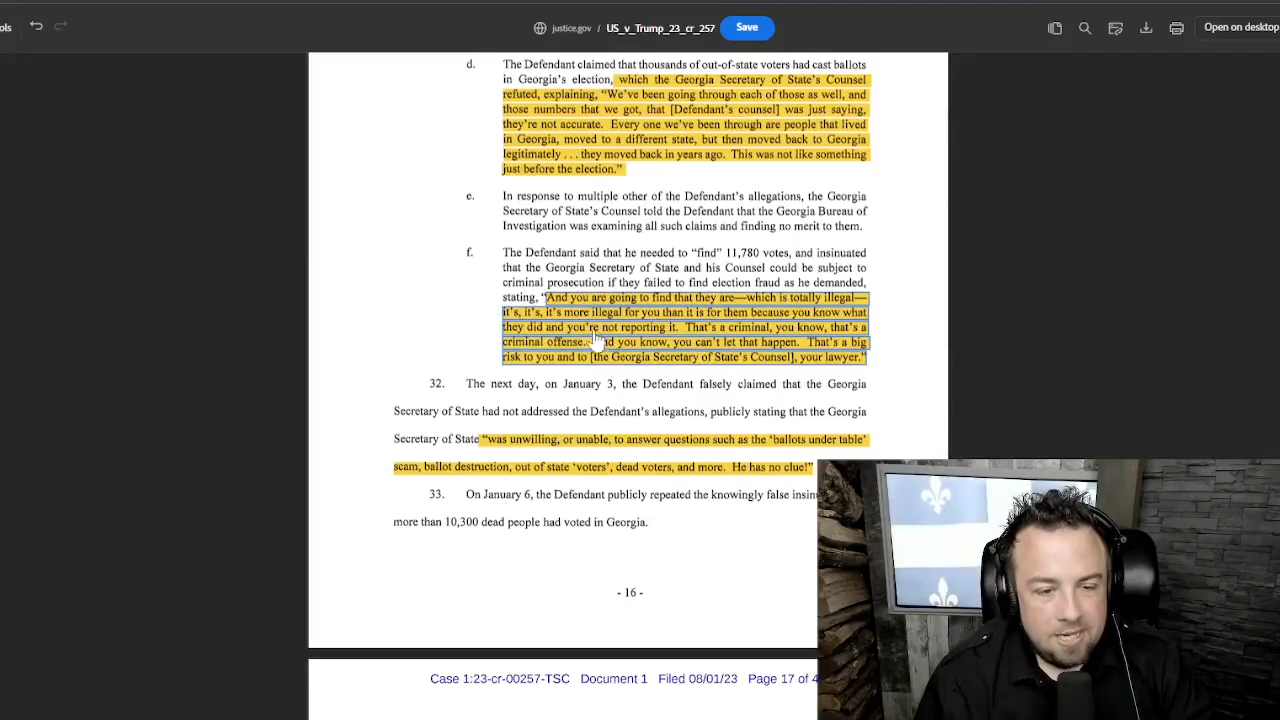 ols
justice.gov / US_v_Trump_23_cr_257 Save
Open on desktop
d. The Defendant claimed that thousands of out-of-state voters had cast ballots
in Georgia's election, which the Georgia Secretary of State's Counsel
refuted, explaining, “We've been going through each of those as well, and
those numbers that we got, that [Defendant's counsel] was just saying,
they're not accurate. Every one we've been through are people that lived
in Georgia, moved to a different state, but then moved back to Georgia
legitimately . . . they moved back in years ago. This was not like something
just before the election.”
e. In response to multiple other of the Defendant's allegations, the Georgia
Secretary of State's Counsel told the Defendant that the Georgia Bureau of
Investigation was examining all such claims and finding no merit to them.
f. The Defendant said that he needed to “find” 11,780 votes, and insinuated
that the Georgia Secretary of State and his Counsel could be subject to
criminal prosecution if they failed to find election fraud as he demanded,
stating, “And you are going to find that they are—which is totally illegal—
it's, it's, it's more illegal for you than it is for them because you know what
they did and you're not reporting it. That's a criminal, you know, that's a
criminal offense. And you know, you can't let that happen. That's a big
risk to you and to [the Georgia Secretary of State's Counsel], your lawyer.”
32. The next day, on January 3, the Defendant falsely claimed that the Georgia
Secretary of State had not addressed the Defendant's allegations, publicly stating that the Georgia
Secretary of State “was unwilling, or unable, to answer questions such as the ‘ballots under table’
scam, ballot destruction, out of state ‘voters’, dead voters, and more. He has no clue!”
33. On January 6, the Defendant publicly repeated the knowingly false
more than 10,300 dead people had voted in Georgia.
- 16 -
Case 1:23-cr-00257-TSC Document 1 Filed 08/01/23 Page 17 of 4